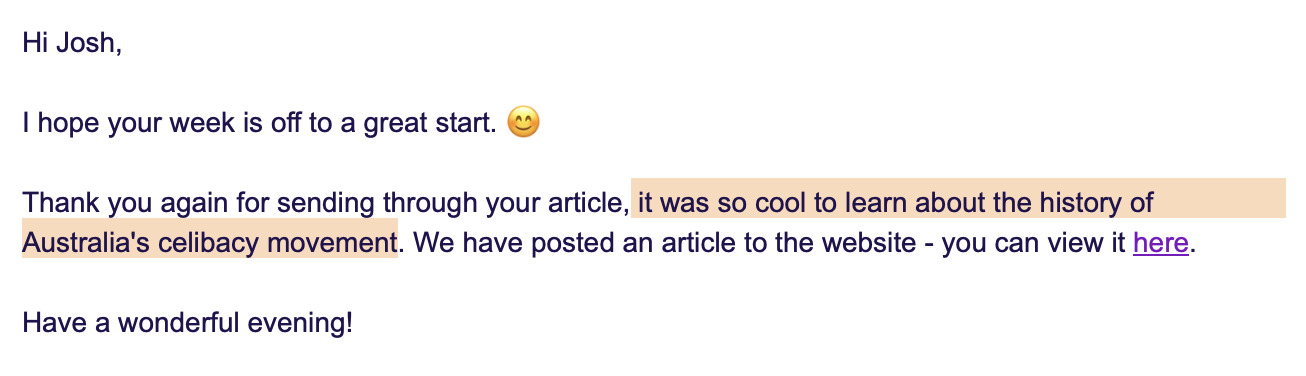 Hi Josh,
I hope your week is off to a great start. 😊
Thank you again for sending through your article, it was so cool to learn about the history of
Australia's celibacy movement. We have posted an article to the website - you can view it here.
Have a wonderful evening!